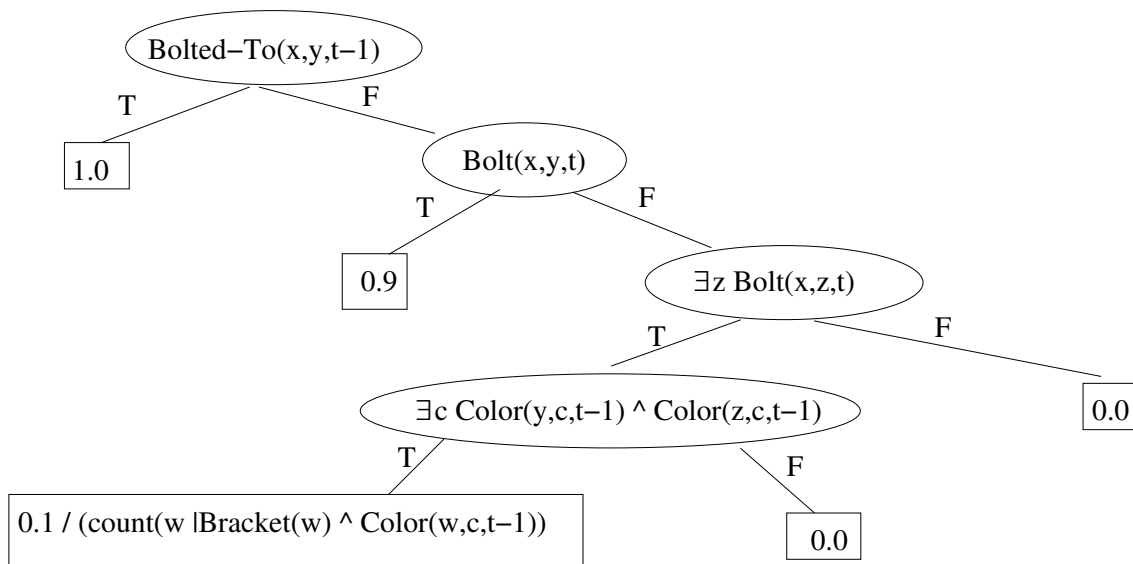 Bolted−To(x,y,t−1)
T
F
1.0
Bolt(x,y,t)
T
F
0.9
∃z Bolt(x,z,t)
T
F
∃c Color(y,c,t−1) ^ Color(z,c,t−1)
0.0
T
F
0.1 / (count(w |Bracket(w) ^ Color(w,c,t−1))
0.0